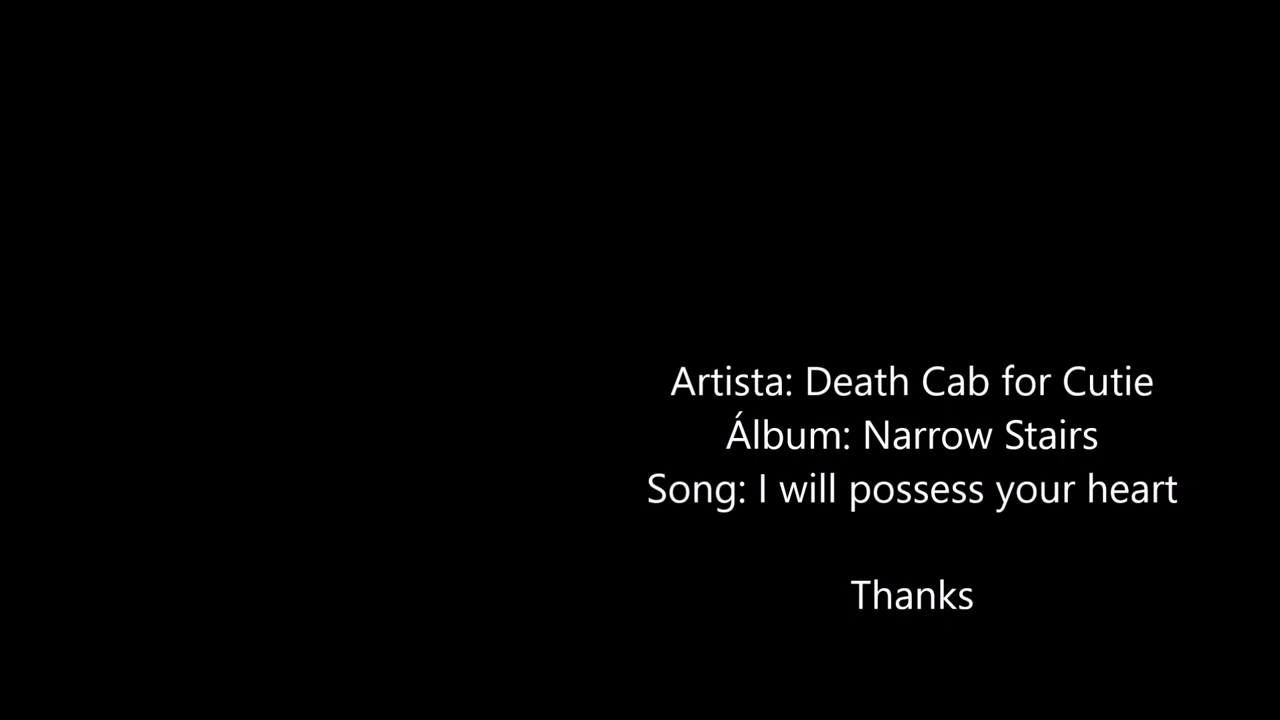 Artista: Death Cab for Cutie
Álbum: Narrow Stairs
Song: I will possess your heart
Thanks